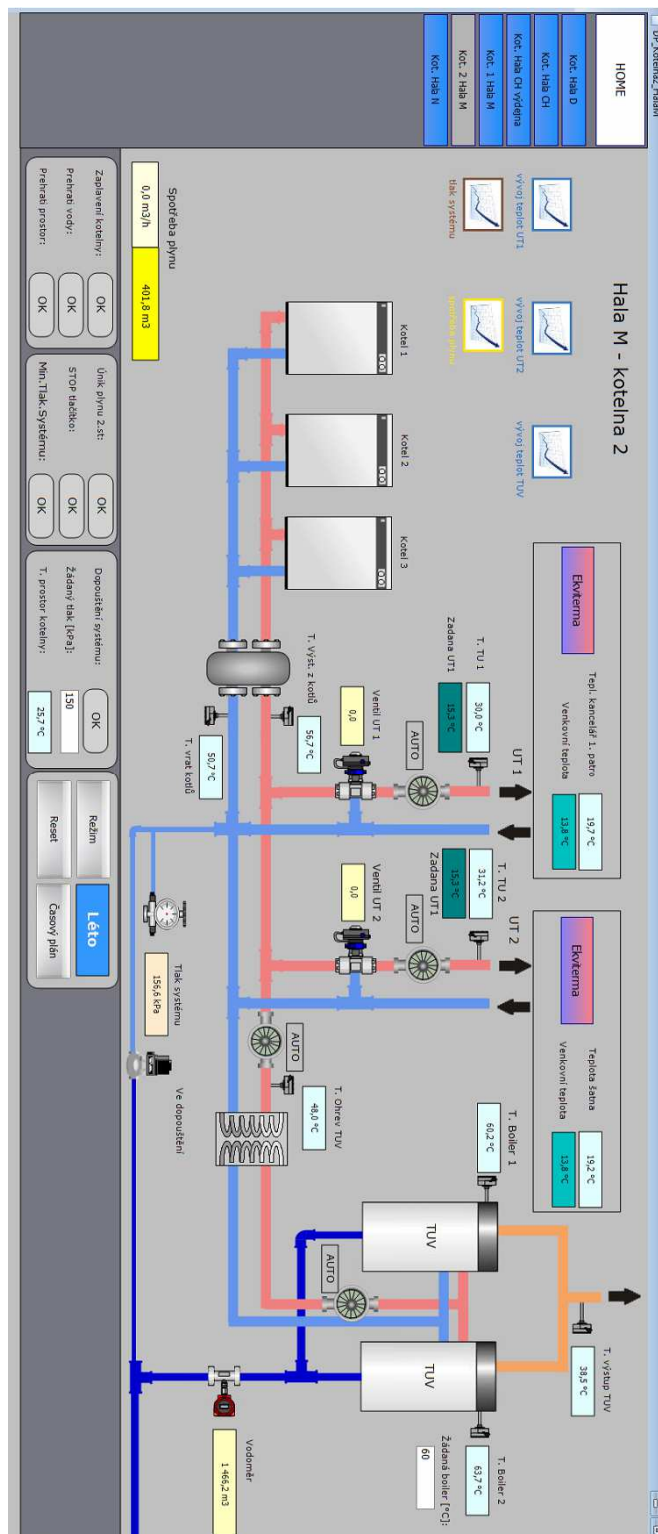 DP_Kotelna2_HalaM
HOME
Kot. Hala D
Kot. Hala CH
Kot. Hala CH výdejna
Kot. 1 Hala M
Kot. 2 Hala M
Kot. Hala N
Hala M - kotelna 2
vývoj teplot UT1
vývoj teplot UT2
vývoj teplot TUV
tlak systému
spotřeba plynu
Ekviterma
Tepl. kancelář 1. patro
19,7 °C
Venkovní teplota
13,8 °C
Ekviterma
Teplota šatna
19,2 °C
Venkovní teplota
13,8 °C
UT 1
UT 2
T. TU 1
30,0 °C
Zadana UT1
15,3 °C
T. TU 2
31,2 °C
Zadana UT1
15,3 °C
AUTO
AUTO
Kotel 1
Kotel 2
Kotel 3
Ventil UT 1
0,0
Ventil UT 2
0,0
T. Výst. z kotlů
56,7 °C
T. vrat kotlů
50,7 °C
AUTO
T. Ohrev TUV
48,0 °C
T. Boiler 1
60,2 °C
TUV
TUV
AUTO
T. výstup TUV
38,5 °C
T. Boiler 2
63,7 °C
Žádaná boiler [°C]:
60
Spotřeba plynu
0,0 m3/h
401,8 m3
Tlak systému
156,6 kPa
Ve dopouštění
Vodoměr
1 466,2 m3
Zaplavení kotelny:
OK
Prehrati vody:
OK
Prehrati prostor:
OK
Únik plynu 2.st:
OK
STOP tlačítko:
OK
Min.Tlak.Systému:
OK
Dopouštění systému:
OK
Žádaný tlak [kPa]:
150
T. prostor kotelny:
25,7 °C
Režim
Léto
Reset
Časový plán